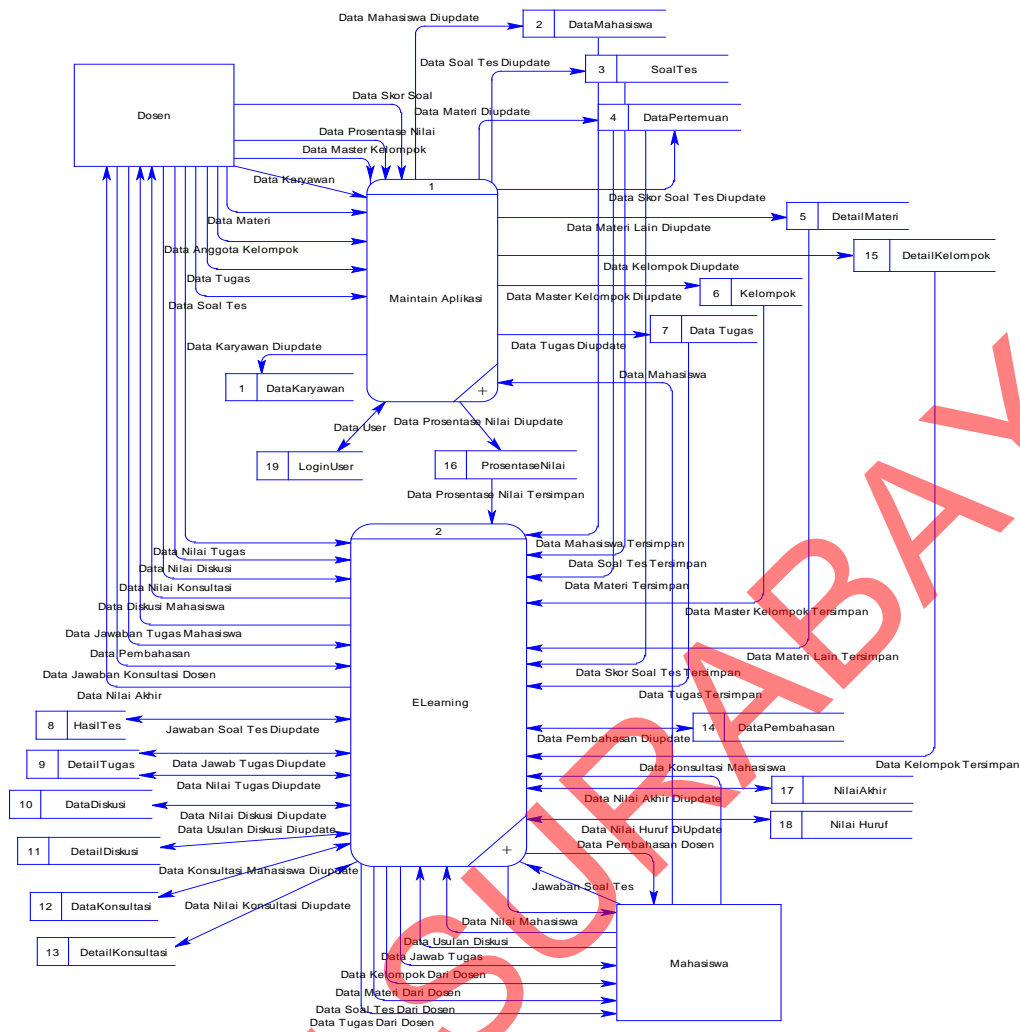 Data Mahasiswa Diupdate
2 DataMahasiswa
Data Soal Tes Diupdate
3 SoalTes
Dosen
Data Skor Soal
Data Materi Diupdate
4 DataPertemuan
Data Prosentase Nilai
Data Master Kelompok
Data Karyawan
1
Data Skor Soal Tes Diupdate
Data Materi
5 DetailMateri
Data Materi Lain Diupdate
Data Anggota Kelompok
15 DetailKelompok
Data Tugas
Data Kelompok Diupdate
Data Soal Tes
Maintain Aplikasi
Data Master Kelompok Diupdate
6 Kelompok
7 Data Tugas
Data Tugas Diupdate
Data Karyawan Diupdate
Data Mahasiswa
1 DataKaryawan
+
Data User
Data Prosentase Nilai Diupdate
19 LoginUser
16 ProsentaseNilai
Data Prosentase Nilai Tersimpan
2
Data Mahasiswa Tersimpan
Data Nilai Tugas
Data Soal Tes Tersimpan
Data Nilai Diskusi
Data Materi Tersimpan
Data Nilai Konsultasi
Data Diskusi Mahasiswa
Data Master Kelompok Tersimpan
Data Jawaban Tugas Mahasiswa
Data Pembahasan
Data Materi Lain Tersimpan
Data Jawaban Konsultasi Dosen
Data Skor Soal Tes Tersimpan
Data Nilai Akhir
Data Tugas Tersimpan
ELearning
8 HasilTes
Jawaban Soal Tes Diupdate
14 DataPembahasan
Data Pembahasan Diupdate
9 DetailTugas
Data Jawab Tugas Diupdate
Data Kelompok Tersimpan
Data Konsultasi Mahasiswa
Data Nilai Tugas Diupdate
17 NilaiAkhir
Data Nilai Akhir Diupdate
10 DataDiskusi
Data Nilai Diskusi Diupdate
18 Nilai Huruf
Data Nilai Huruf DiUpdate
Data Usulan Diskusi Diupdate
Data Pembahasan Dosen
11 DetailDiskusi
+
Data Konsultasi Mahasiswa Diupdate
Jawaban Soal Tes
12 DataKonsultasi
Data Nilai Konsultasi Diupdate
Data Nilai Mahasiswa
13 DetailKonsultasi
Data Usulan Diskusi
Data Jawab Tugas
Mahasiswa
Data Kelompok Dari Dosen
Data Materi Dari Dosen
Data Soal Tes Dari Dosen
Data Tugas Dari Dosen
SURABAY